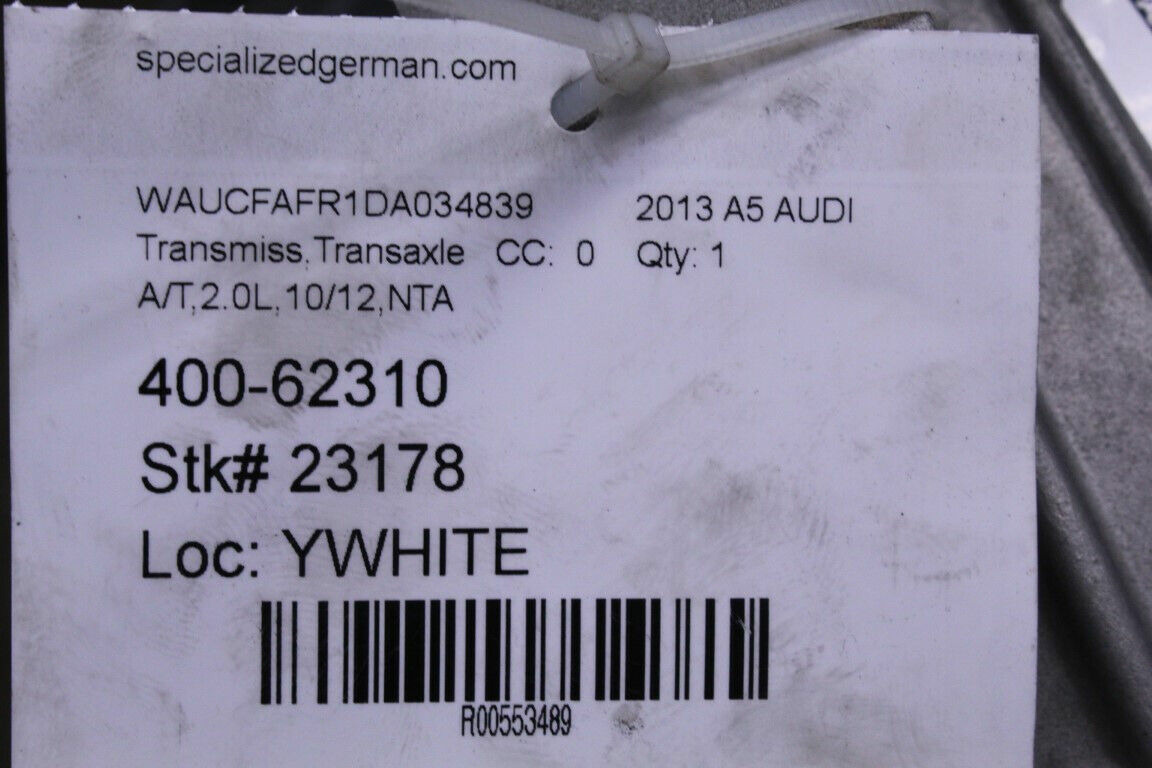 specializedgerman.com
WAUCFAFR1DA034839 2013 A5 AUDI
Transmiss,Transaxle CC: 0 Qty: 1
A/T,2.0L,10/12,NTA
400-62310
Stk# 23178
Loc: YWHITE
R00553489